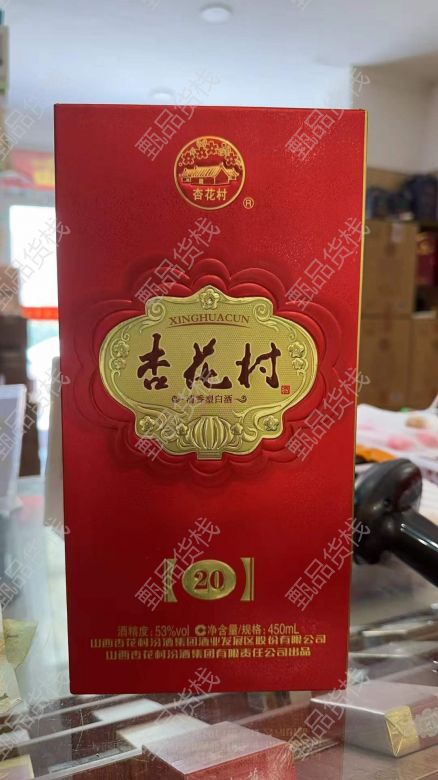 杏花村
®
XINGHUACUN
杏花村
清香型白酒
20
酒精度：53%vol ℮净含量/规格：450mL
山西杏花村汾酒集团酒业发展区股份有限公司
山西杏花村汾酒集团有限责任公司出品
甄品货栈